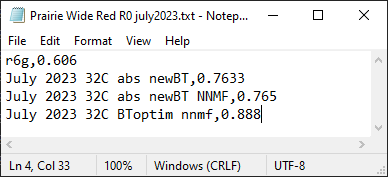 Prairie Wide Red R0 july2023.txt - Notep...
File Edit Format View Help
r6g,0.606
July 2023 32C abs newBT,0.7633
July 2023 32C abs newBT NNMF,0.765
July 2023 32C BToptim nnmf,0.888
Ln 4, Col 33 100% Windows (CRLF) UTF-8